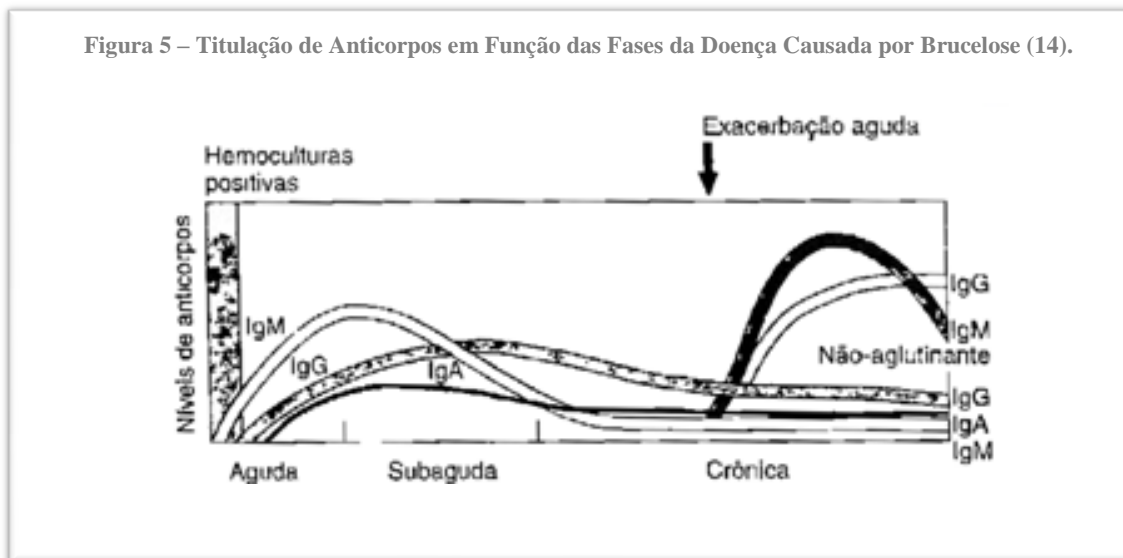 Figura 5 – Titulação de Anticorpos em Função das Fases da Doença Causada por Brucelose (14).
Exacerbação aguda
Hemoculturas
positivas
Níveis de anticorpos
IgM
IgG
IgA
IgG
IgM
Não-aglutinante
IgG
IgA
IgM
Aguda
Subaguda
Crônica